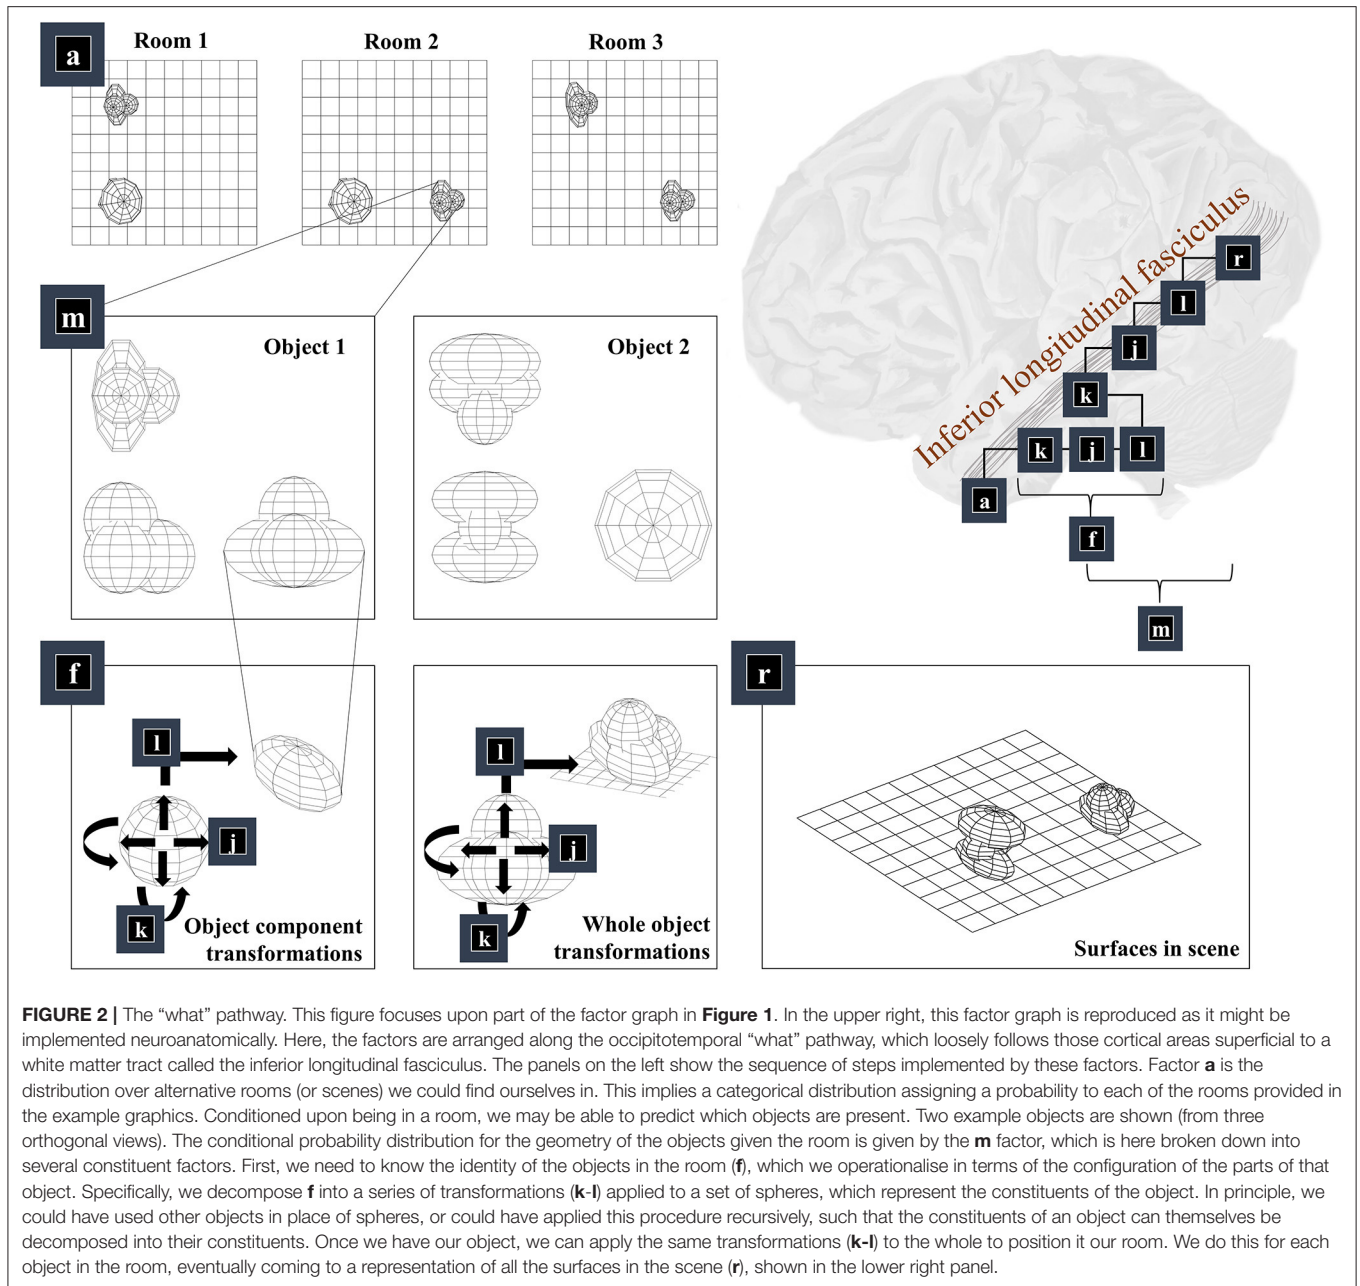 a
Room 1
Room 2
Room 3
m
Object 1
Object 2
Inferior longitudinal fasciculus
r
l
j
k
k
j
l
a
f
m
f
l
j
k
Object component
transformations
l
j
k
Whole object
transformations
r
Surfaces in scene
FIGURE 2 | The “what” pathway. This figure focuses upon part of the factor graph in Figure 1. In the upper right, this factor graph is reproduced as it might be
implemented neuroanatomically. Here, the factors are arranged along the occipitotemporal “what” pathway, which loosely follows those cortical areas superficial to a
white matter tract called the inferior longitudinal fasciculus. The panels on the left show the sequence of steps implemented by these factors. Factor a is the
distribution over alternative rooms (or scenes) we could find ourselves in. This implies a categorical distribution assigning a probability to each of the rooms provided in
the example graphics. Conditioned upon being in a room, we may be able to predict which objects are present. Two example objects are shown (from three
orthogonal views). The conditional probability distribution for the geometry of the objects given the room is given by the m factor, which is here broken down into
several constituent factors. First, we need to know the identity of the objects in the room (f), which we operationalise in terms of the configuration of the parts of that
object. Specifically, we decompose f into a series of transformations (k-l) applied to a set of spheres, which represent the constituents of the object. In principle, we
could have used other objects in place of spheres, or could have applied this procedure recursively, such that the constituents of an object can themselves be
decomposed into their constituents. Once we have our object, we can apply the same transformations (k-l) to the whole to position it our room. We do this for each
object in the room, eventually coming to a representation of all the surfaces in the scene (r), shown in the lower right panel.